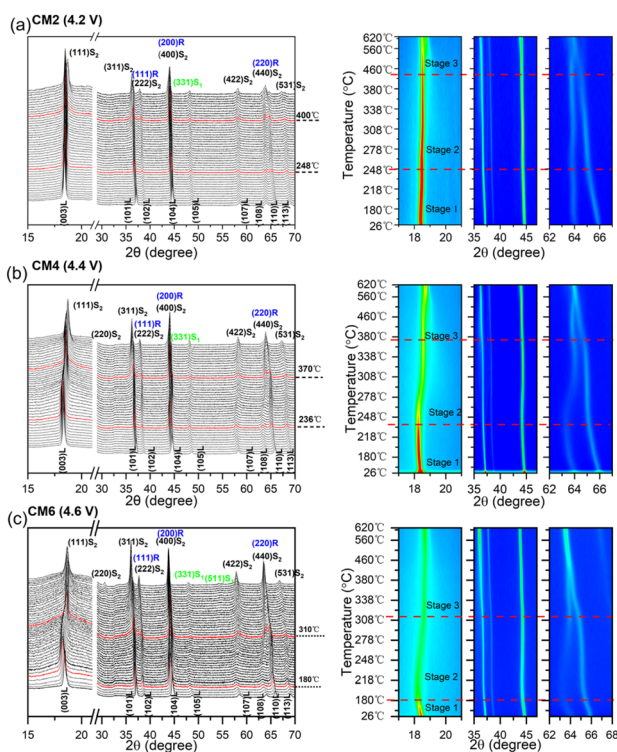 (a) CM2 (4.2 V)
(200)R
(111)S2
(400)S2
(311)S2
(111)R
(220)R
(222)S2
(331)S1
(440)S2
(422)S2
(531)S2
400℃
248℃
(003)L
(101)L
(102)L
(104)L
(105)L
(107)L
(108)L
(110)L
(113)L
15 20 35 35 40 45 50 55 60 65 70
2θ (degree)
Temperature (°C)
620℃
560℃
460℃
380℃
308℃
278℃
248℃
218℃
180℃
26℃
Stage 3
Stage 2
Stage 1
18 20 36 45 62 64 66
2θ (degree)
(b) CM4 (4.4 V)
(200)R
(111)S2
(400)S2
(311)S2
(111)R
(220)R
(220)S2
(222)S2
(331)S1
(440)S2
(422)S2
(531)S2
370℃
236℃
(003)L
(101)L
(102)L
(104)L
(105)L
(107)L
(108)L
(110)L
(113)L
15 20 30 35 40 45 50 55 60 65 70
2θ (degree)
Temperature (°C)
620℃
560℃
460℃
380℃
338℃
308℃
278℃
248℃
218℃
180℃
26℃
Stage 3
Stage 2
Stage 1
18 20 36 45 62 64 66 68
2θ (degree)
(c) CM6 (4.6 V)
(200)R
(111)S2
(311)S2
(400)S2
(111)R
(220)R
(220)S2
(222)S2
(331)S1
(511)S
(422)S2
(440)S2
(531)S2
310℃
180℃
(003)L
(101)L
(102)L
(104)L
(105)L
(107)L
(108)L
(110)L
(113)L
15 20 30 35 40 45 50 55 60 65 70
2θ (degree)
Temperature (°C)
620℃
560℃
460℃
380℃
338℃
308℃
278℃
248℃
218℃
180℃
26℃
Stage 3
Stage 2
Stage 1
18 20 36 45 62 64 66 68
2θ (degree)